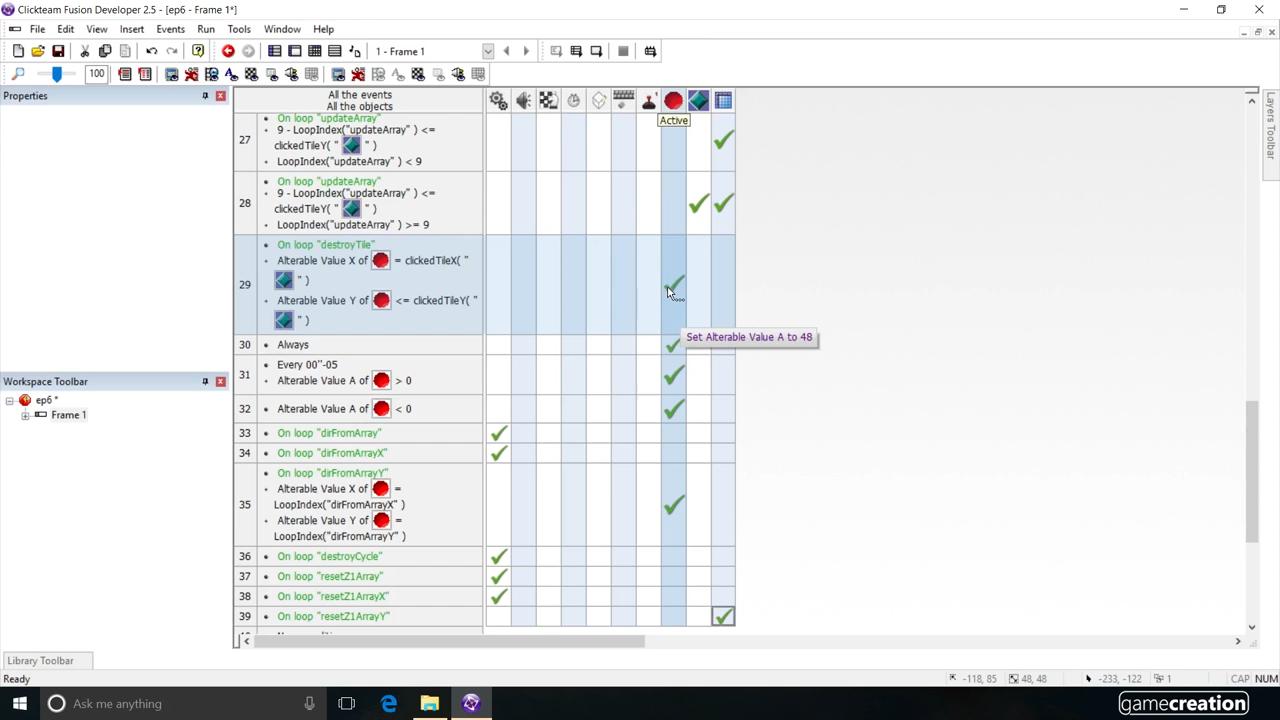 Clickteam Fusion Developer 2.5 - [ep6 - Frame 1*]
File Edit View Insert Events Run Tools Window Help
1 - Frame 1
100
Properties
All the events
All the objects
Active
27
On loop "updateArray"
9 - LoopIndex("updateArray") <=
clickedTileY( " " )
LoopIndex("updateArray") < 9
28
On loop "updateArray"
9 - LoopIndex("updateArray") <=
clickedTileY( " " )
LoopIndex("updateArray") >= 9
29
On loop "destroyTile"
Alterable Value X of = clickedTileX( "
" )
Alterable Value Y of <= clickedTileY( "
" )
Set Alterable Value A to 48
30 Always
31
Every 00"-05
Alterable Value A of > 0
32 Alterable Value A of < 0
33 On loop "dirFromArray"
34 On loop "dirFromArrayX"
35
On loop "dirFromArrayY"
Alterable Value X of =
LoopIndex("dirFromArrayX" )
Alterable Value Y of =
LoopIndex("dirFromArrayY" )
36 On loop "destroyCycle"
37 On loop "resetZ1Array"
38 On loop "resetZ1ArrayX"
39 On loop "resetZ1ArrayY"
Workspace Toolbar
ep6 *
Frame 1
Layers Toolbar
Library Toolbar
Ready
-118, 85
48, 48
-233, -122
1
CAP NUM
Ask me anything
gamecreation